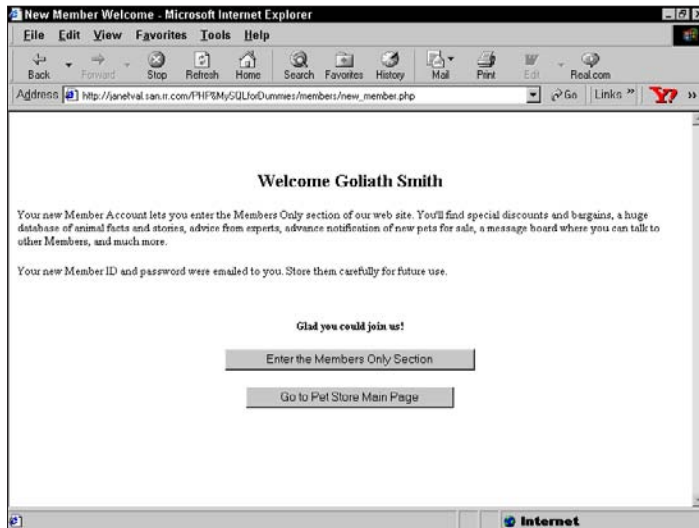 New Member Welcome - Microsoft Internet Explorer
File Edit View Favorites Tools Help
Back Forward Stop Refresh Home Search Favorites History Mail Print Edit Real.com
Address http://janetval.san.rr.com/PHP&MySQLforDummies/members/new_member.php Go Links » Y? »
Welcome Goliath Smith
Your new Member Account lets you enter the Members Only section of our web site. You'll find special discounts and bargains, a huge
database of animal facts and stories, advice from experts, advance notification of new pets for sale, a message board where you can talk to
other Members, and much more.
Your new Member ID and password were emailed to you. Store them carefully for future use.
Glad you could join us!
Enter the Members Only Section
Go to Pet Store Main Page
Internet